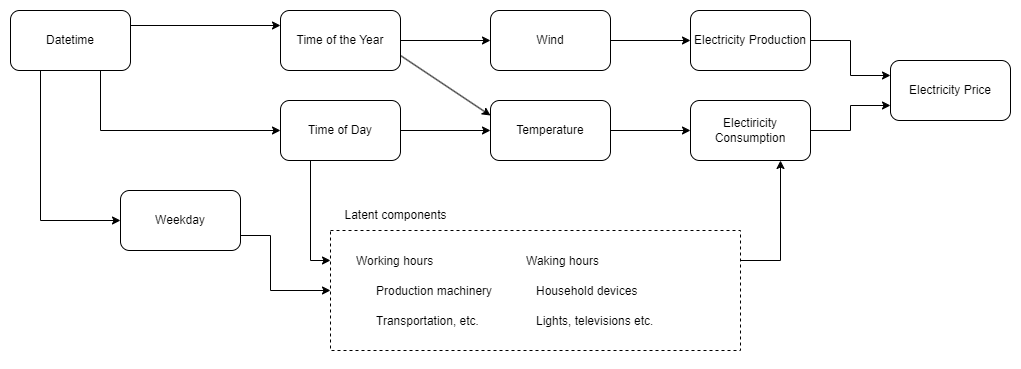 Datetime
Time of the Year
Wind
Electricity Production
Electricity Price
Time of Day
Temperature
Electiricity
Consumption
Weekday
Latent components
Working hours
Waking hours
Production machinery
Household devices
Transportation, etc.
Lights, televisions etc.